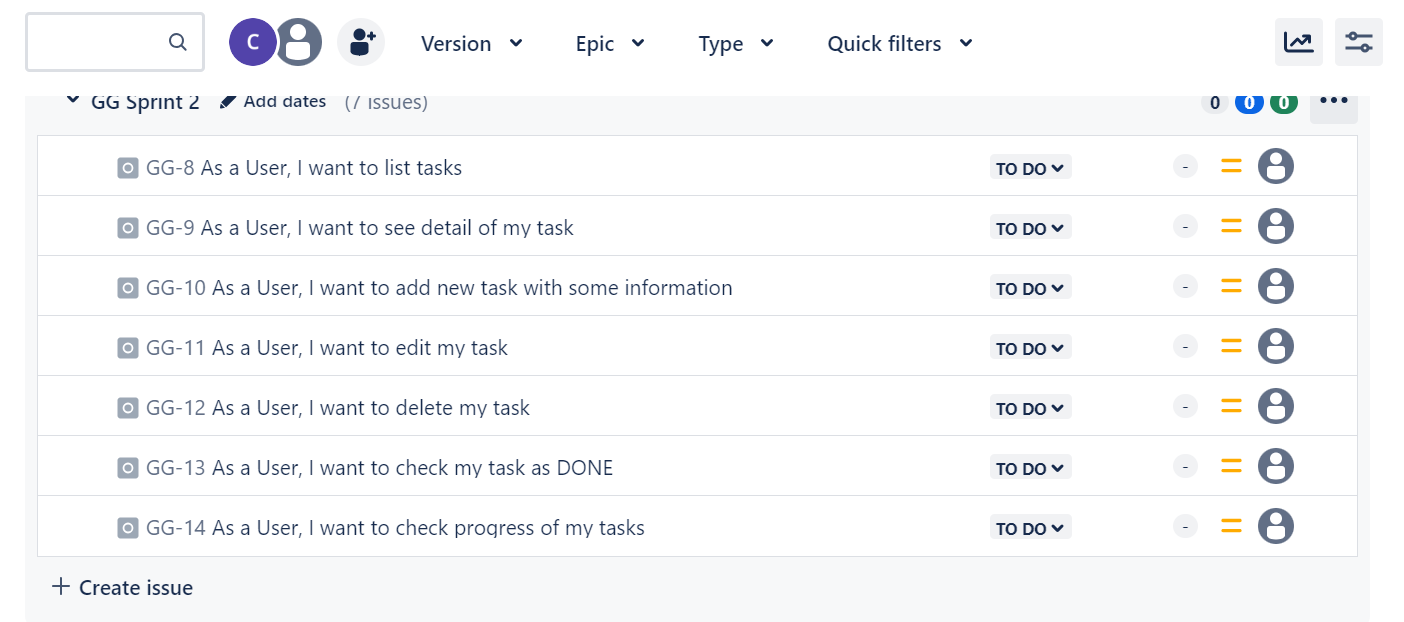 C Version Epic Type Quick filters
GG Sprint 2 Add dates (7 issues) 0 0 0
GG-8 As a User, I want to list tasks TO DO -
GG-9 As a User, I want to see detail of my task TO DO -
GG-10 As a User, I want to add new task with some information TO DO -
GG-11 As a User, I want to edit my task TO DO -
GG-12 As a User, I want to delete my task TO DO -
GG-13 As a User, I want to check my task as DONE TO DO -
GG-14 As a User, I want to check progress of my tasks TO DO -
+ Create issue